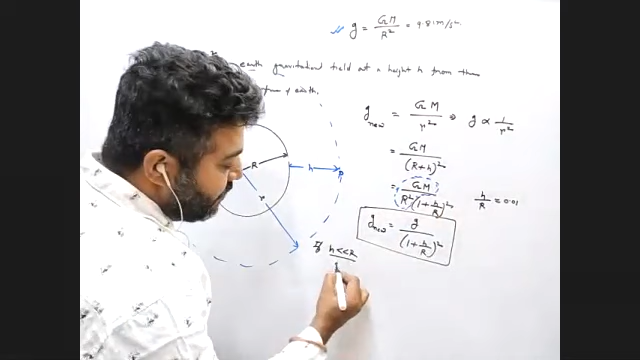 g = GM/R² = 9.81 m/s².
earth gravitational field at a height h from the
of earth.
g_new = GM/r² ⇒ g ∝ 1/r²
= GM/(R+h)²
= GM/R²(1+h/R)²
h/R = 0.01
g_new = g/(1+h/R)²
R
h
P
r
If h<<R